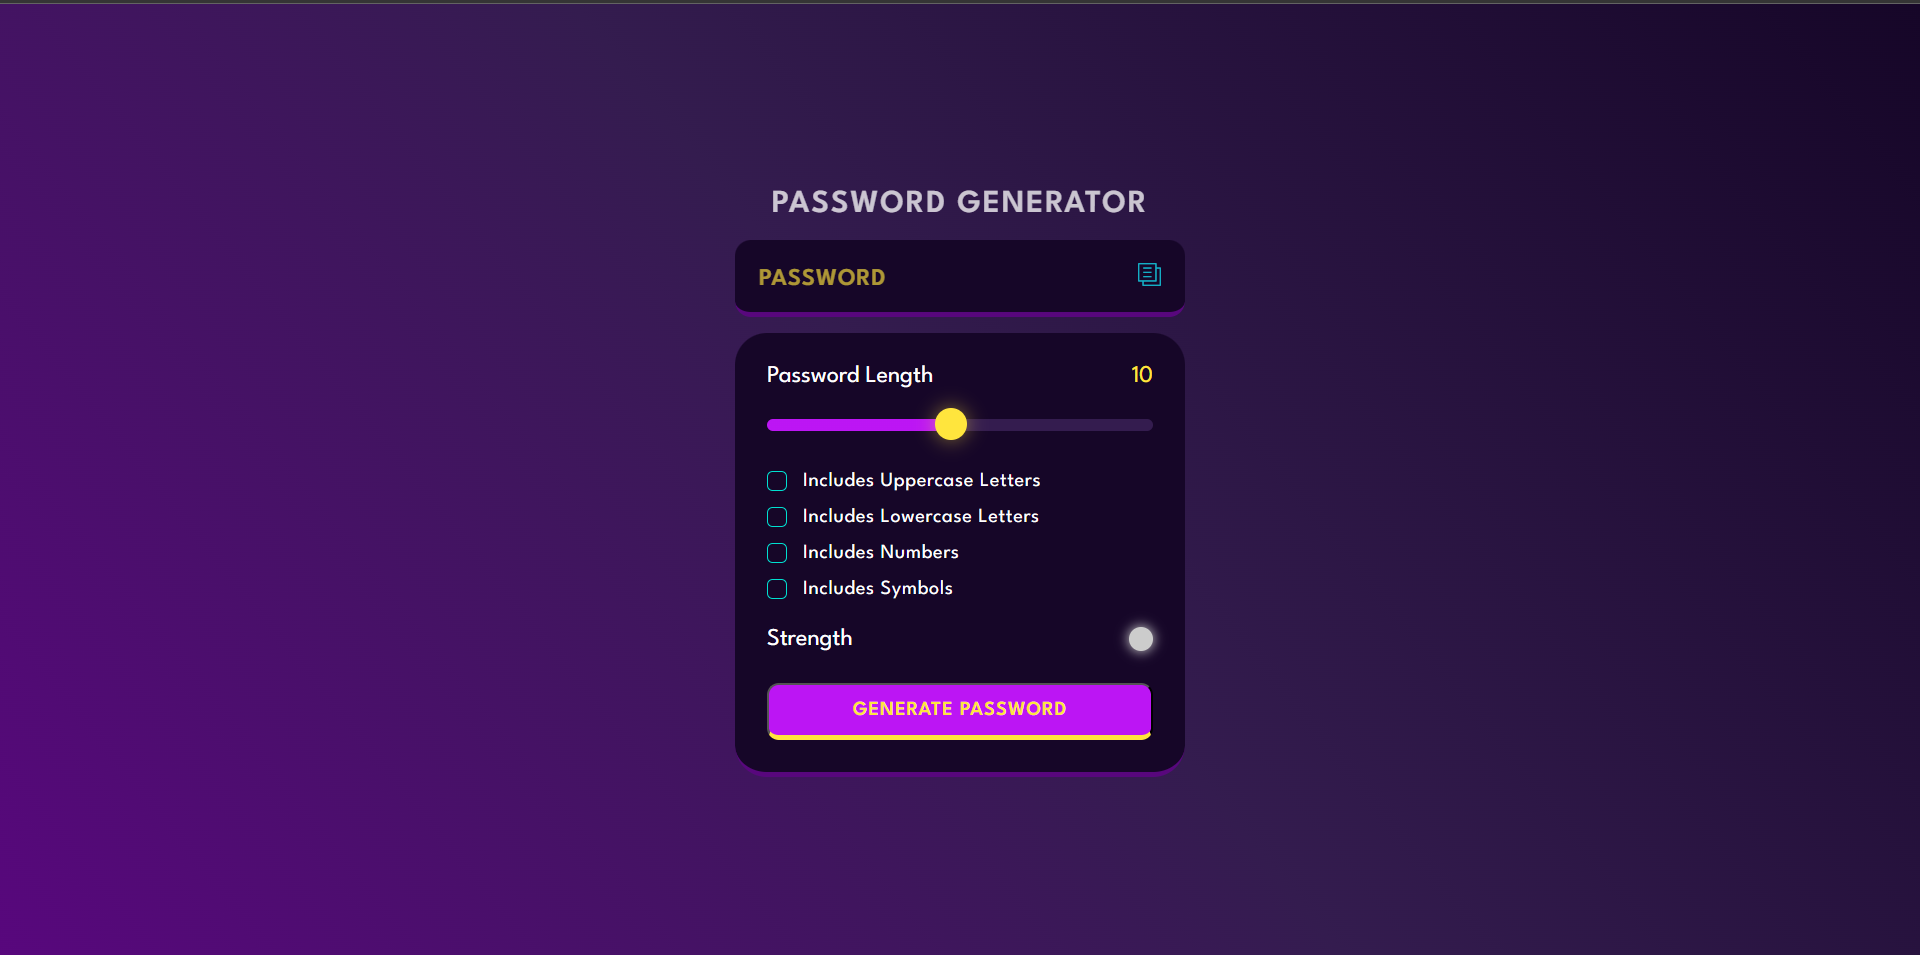 PASSWORD GENERATOR
PASSWORD
Password Length 10
Includes Uppercase Letters
Includes Lowercase Letters
Includes Numbers
Includes Symbols
Strength
GENERATE PASSWORD